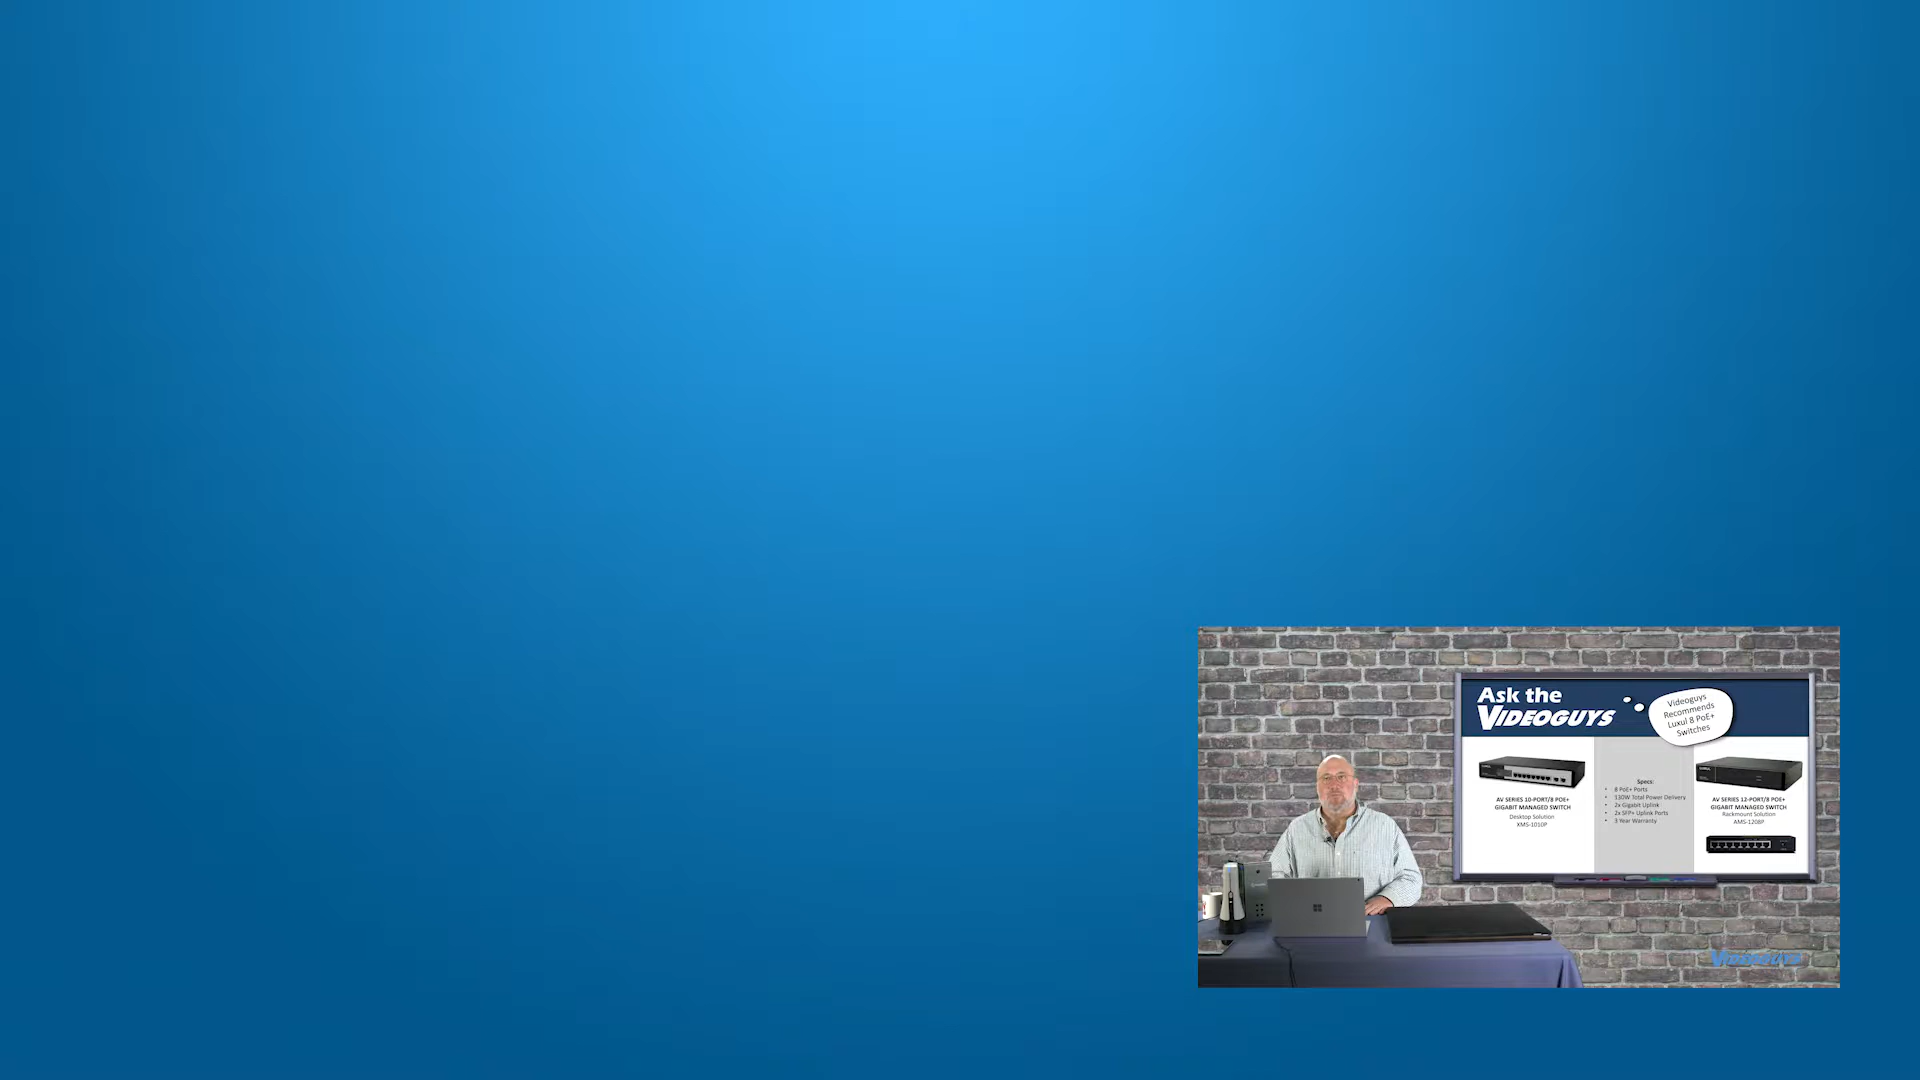 Ask the
VIDEOGUYS
Videoguys
Recommends
Luxul 8 PoE+
Switches
AV SERIES 10-PORT/8 POE+
GIGABIT MANAGED SWITCH
Desktop Solution
XMS-1010P
Specs:
• 8 PoE+ Ports
• 130W Total Power Delivery
• 2x Gigabit Uplink
• 2x SFP+ Uplink Ports
• 3 Year Warranty
AV SERIES 12-PORT/8 POE+
GIGABIT MANAGED SWITCH
Rackmount Solution
AMS-1208P
VIDEOGUYS